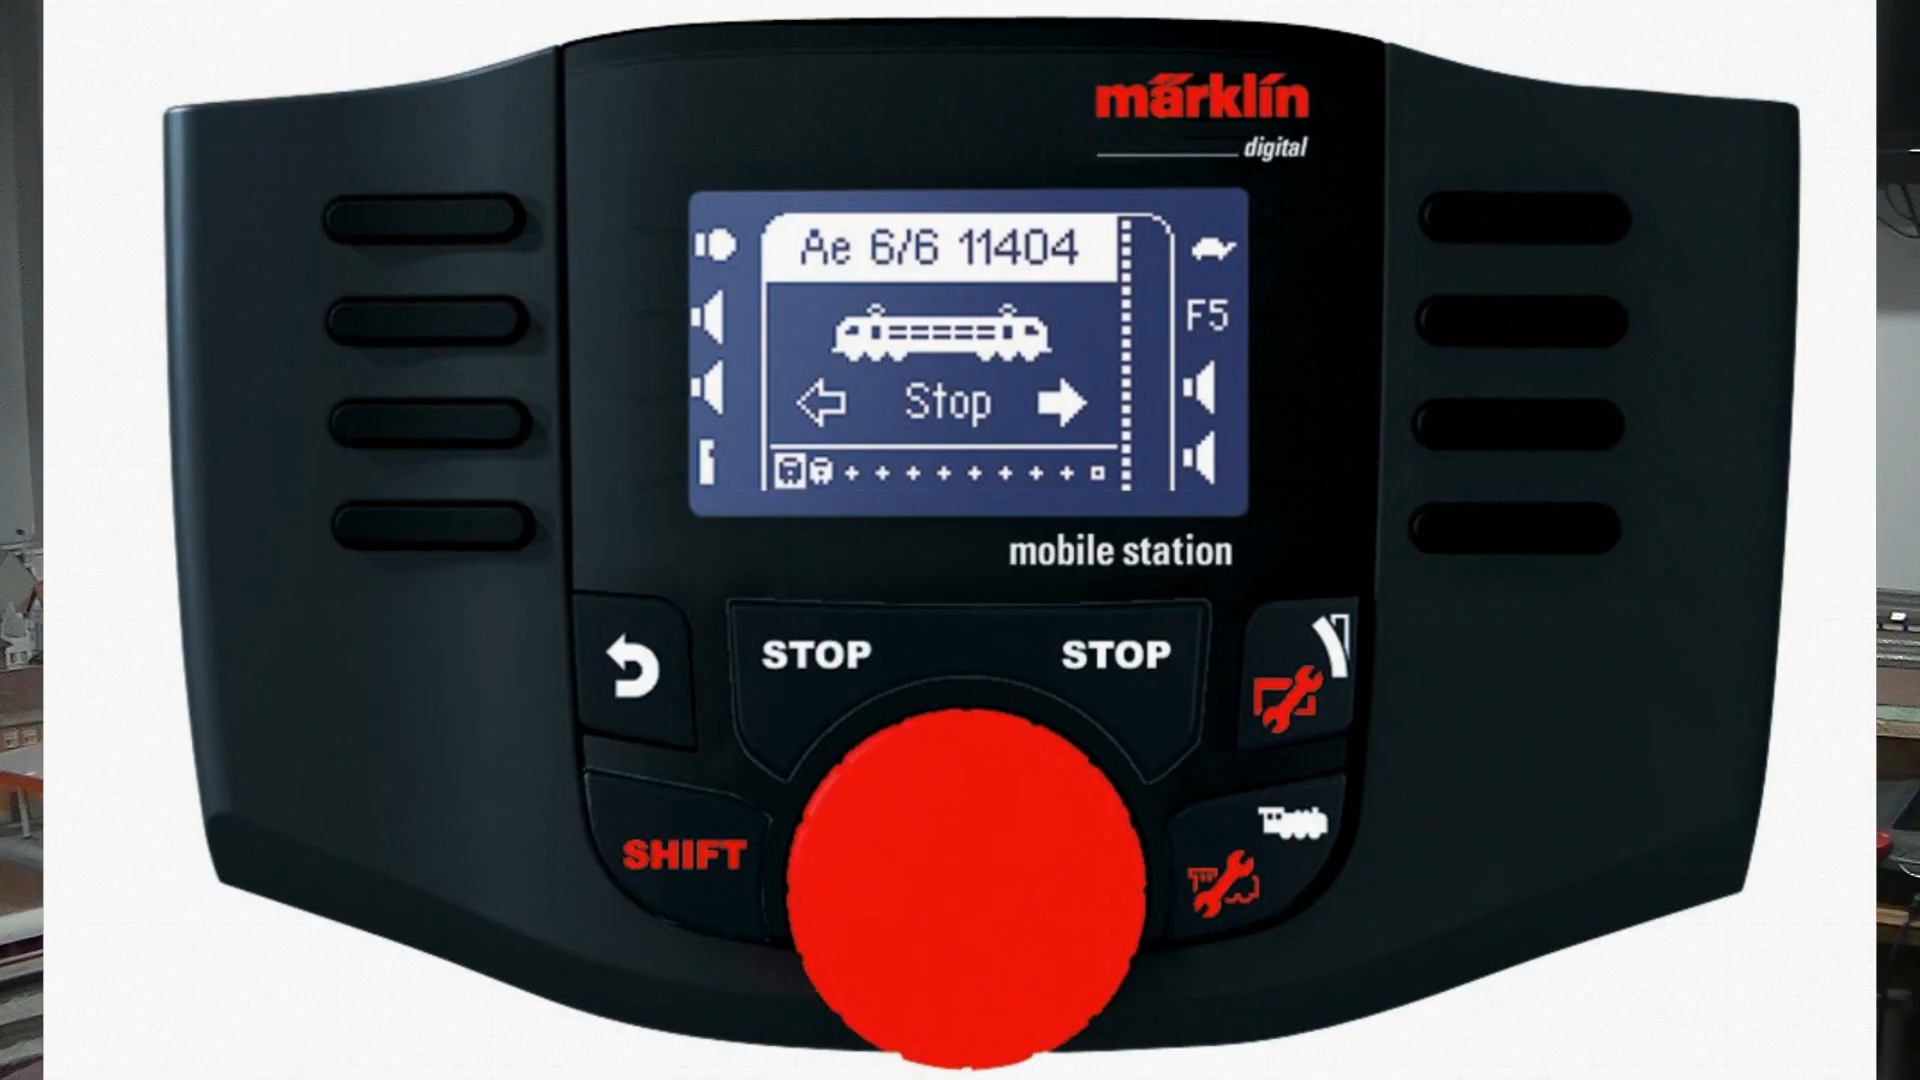 märklin
digital
Ae 6/6 11404
F5
Stop
mobile station
STOP STOP
SHIFT